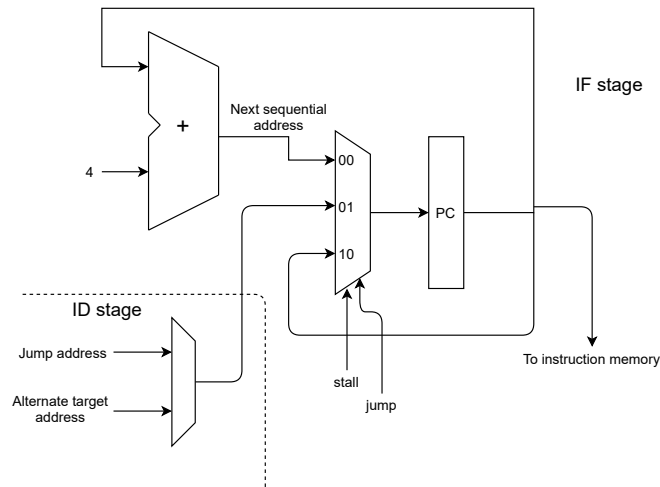 IF stage
+
Next sequential
address
4
00
01
10
PC
ID stage
Jump address
Alternate target
address
stall
jump
To instruction memory